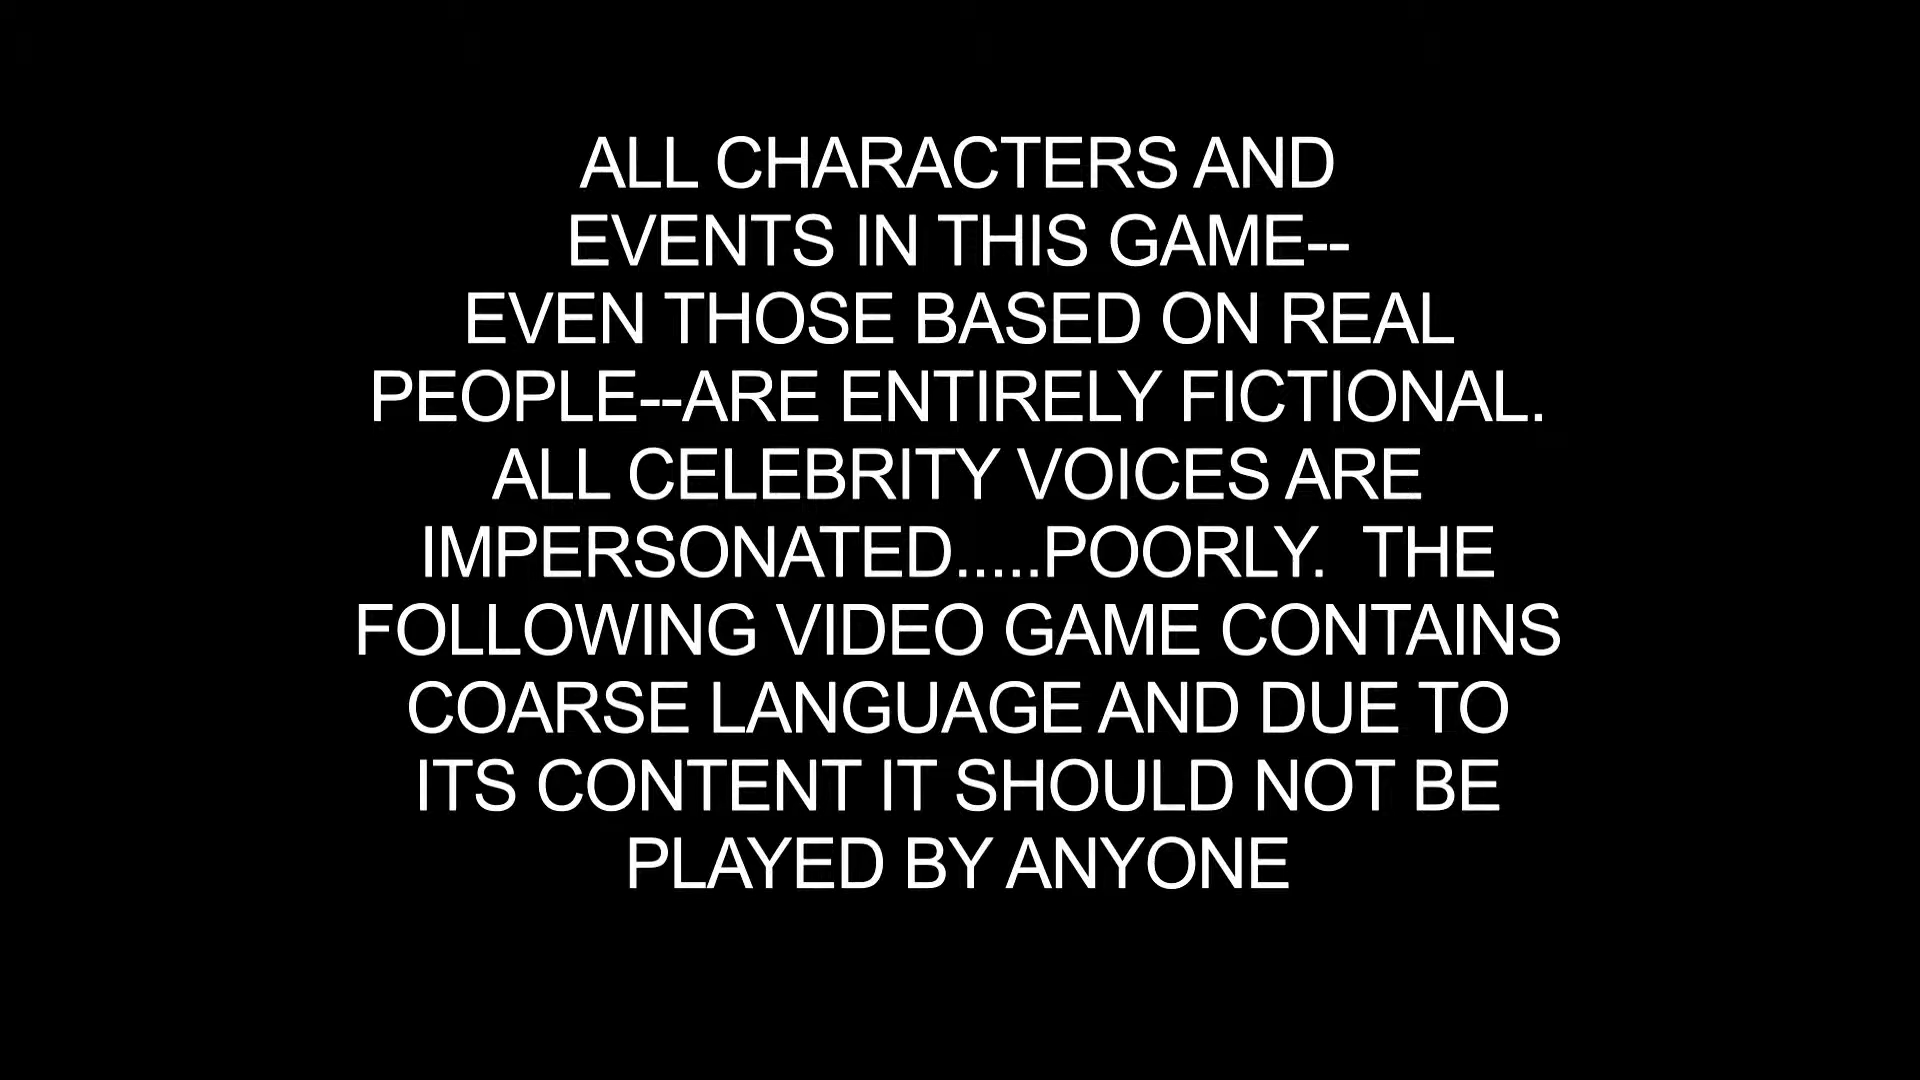 ALL CHARACTERS AND
EVENTS IN THIS GAME--
EVEN THOSE BASED ON REAL
PEOPLE--ARE ENTIRELY FICTIONAL.
ALL CELEBRITY VOICES ARE
IMPERSONATED.....POORLY.  THE
FOLLOWING VIDEO GAME CONTAINS
COARSE LANGUAGE AND DUE TO
ITS CONTENT IT SHOULD NOT BE
PLAYED BY ANYONE